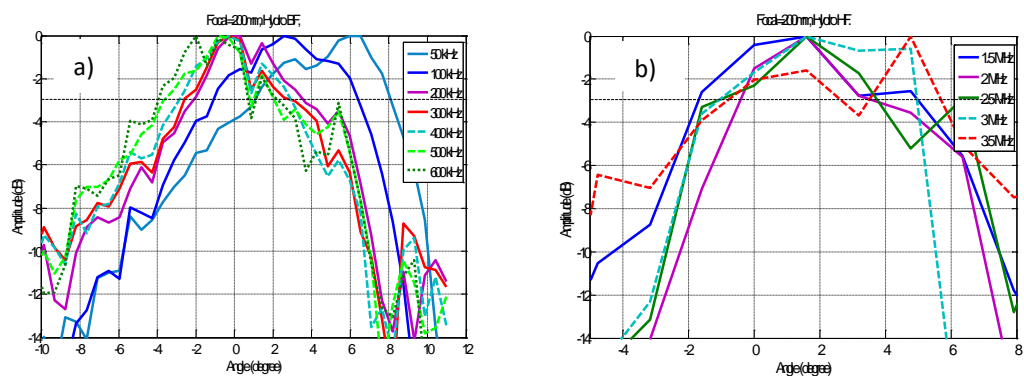 Focal=200mm, Hydro BF,
a)
0
-2
-4
-6
-8
-10
-12
-14
Amplitude (dB)
-10 -8 -6 -4 -2 0 2 4 6 8 10 12
Angle (degree)
50kHz
100kHz
200kHz
300kHz
400kHz
500kHz
600kHz
Focal=200mm, Hydro HF.
b)
0
-2
-4
-6
-8
-10
-12
-14
Amplitude (dB)
-4 -2 0 2 4 6 8
Angle (degree)
1.5MHz
2MHz
2.5MHz
3MHz
3.5MHz